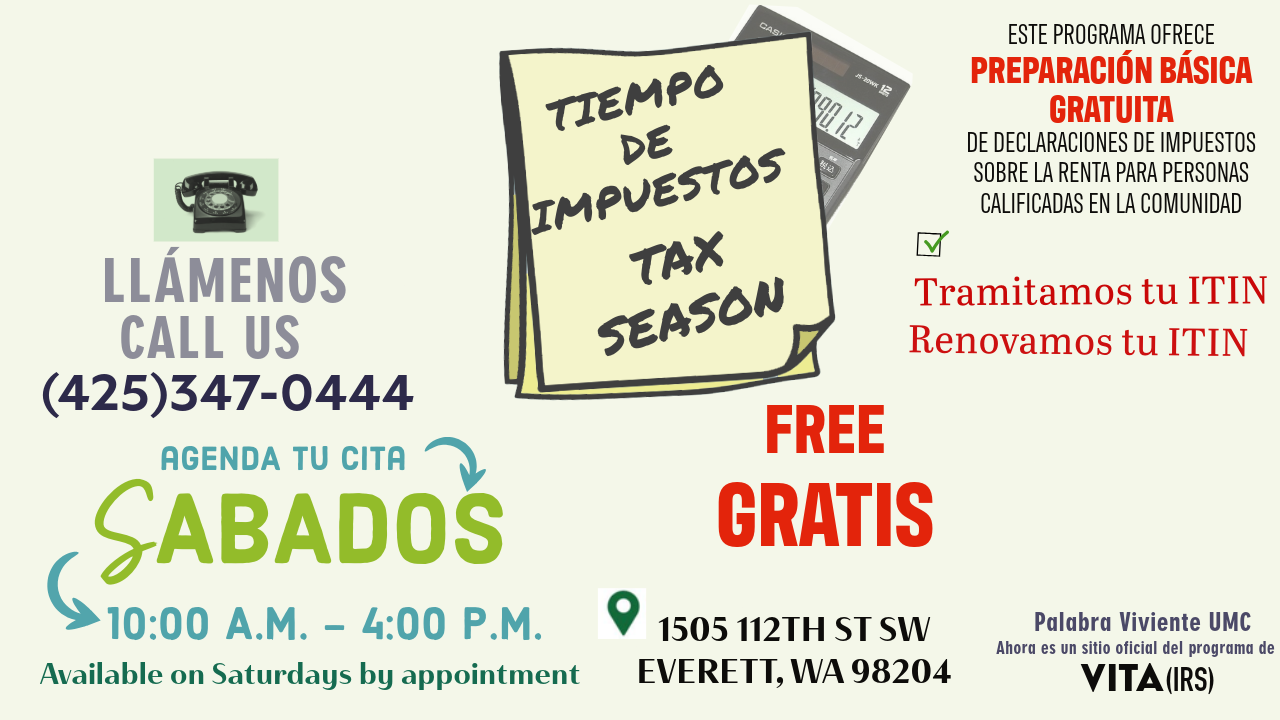 LLÁMENOS
CALL US
(425)347-0444
AGENDA TU CITA
SABADOS
10:00 A.M. – 4:00 P.M.
Available on Saturdays by appointment
TIEMPO
DE
IMPUESTOS
TAX
SEASON
FREE
GRATIS
1505 112TH ST SW
EVERETT, WA 98204
ESTE PROGRAMA OFRECE
PREPARACIÓN BÁSICA
GRATUITA
DE DECLARACIONES DE IMPUESTOS
SOBRE LA RENTA PARA PERSONAS
CALIFICADAS EN LA COMUNIDAD
Tramitamos tu ITIN
Renovamos tu ITIN
Palabra Viviente UMC
Ahora es un sitio oficial del programa de
VITA(IRS)